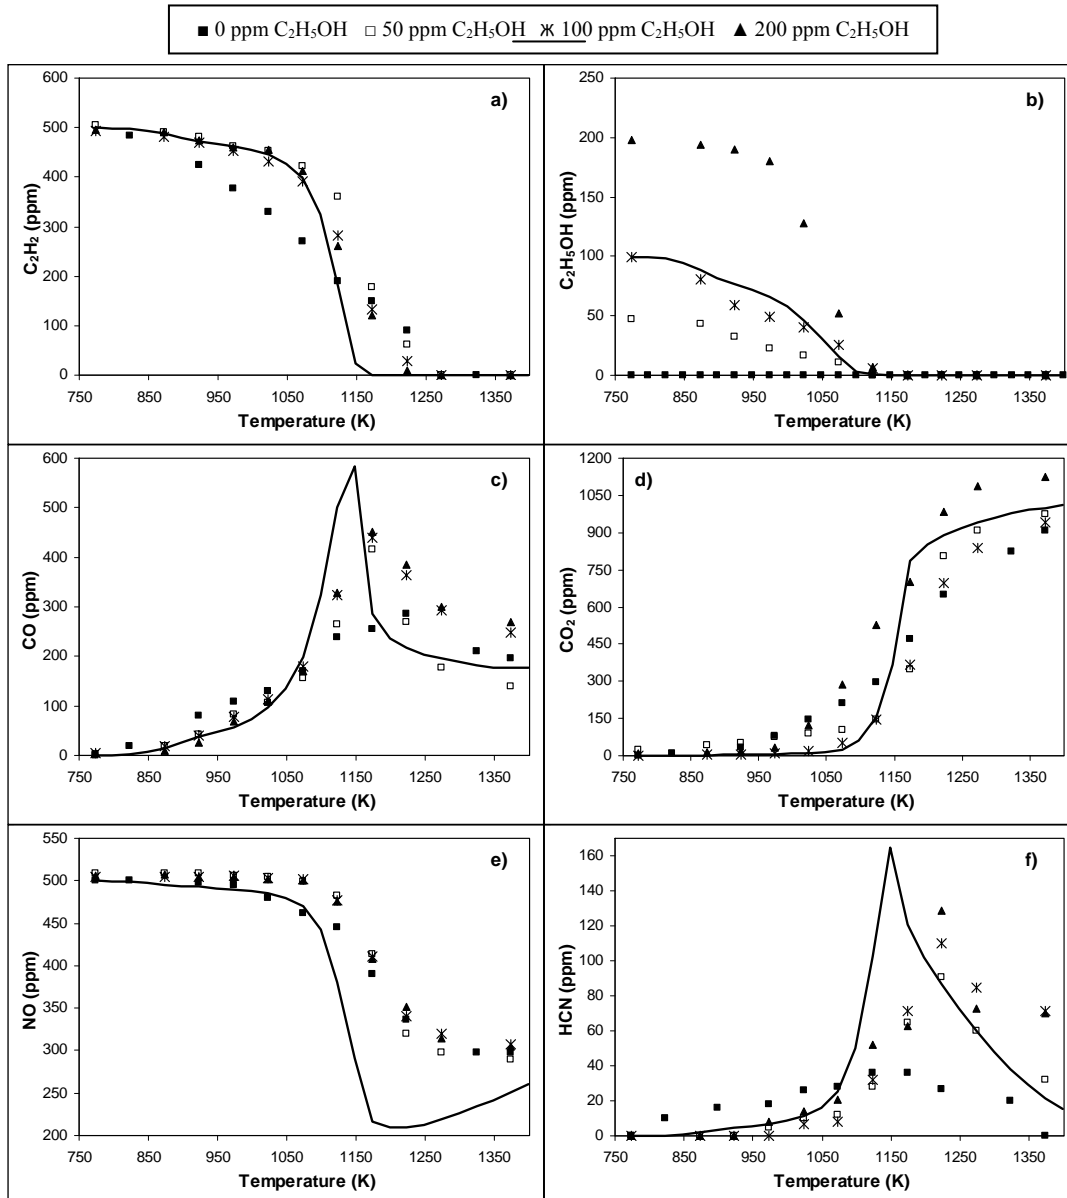 ■ 0 ppm C₂H₅OH □ 50 ppm C₂H₅OH ж 100 ppm C₂H₅OH ▲ 200 ppm C₂H₅OH
a)
C₂H₂ (ppm)
600
500
400
300
200
100
0
750 850 950 1050 1150 1250 1350
Temperature (K)
b)
C₂H₅OH (ppm)
250
200
150
100
50
0
750 850 950 1050 1150 1250 1350
Temperature (K)
c)
CO (ppm)
600
500
400
300
200
100
0
750 850 950 1050 1150 1250 1350
Temperature (K)
d)
CO₂ (ppm)
1200
1050
900
750
600
450
300
150
0
750 850 950 1050 1150 1250 1350
Temperature (K)
e)
NO (ppm)
550
500
450
400
350
300
250
200
750 850 950 1050 1150 1250 1350
Temperature (K)
f)
HCN (ppm)
160
140
120
100
80
60
40
20
0
750 850 950 1050 1150 1250 1350
Temperature (K)